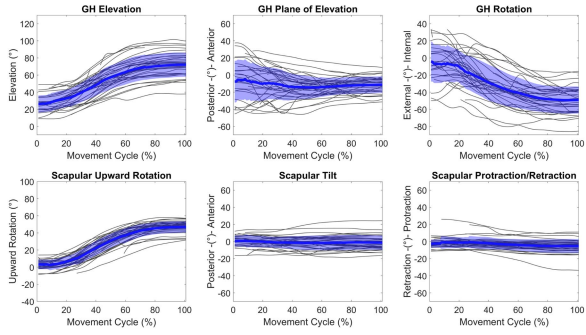 GH Elevation
Elevation (°)
120
100
80
60
40
20
0
0 20 40 60 80 100
Movement Cycle (%)
GH Plane of Elevation
Posterior -(°)- Anterior
60
40
20
0
-20
-40
-60
0 20 40 60 80 100
Movement Cycle (%)
GH Rotation
External -(°)- Internal
40
20
0
-20
-40
-60
-80
0 20 40 60 80 100
Movement Cycle (%)
Scapular Upward Rotation
Upward Rotation (°)
100
80
60
40
20
0
-20
-40
0 20 40 60 80 100
Movement Cycle (%)
Scapular Tilt
Posterior -(°)- Anterior
60
40
20
0
-20
-40
-60
0 20 40 60 80 100
Movement Cycle (%)
Scapular Protraction/Retraction
Retraction -(°)- Protraction
60
40
20
0
-20
-40
-60
0 20 40 60 80 100
Movement Cycle (%)